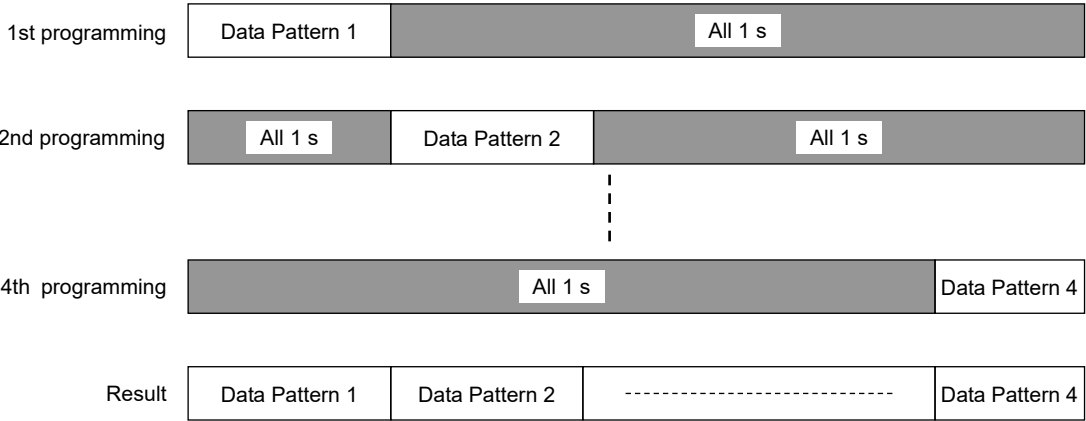 1st programming Data Pattern 1 All 1 s
2nd programming All 1 s Data Pattern 2 All 1 s
4th programming All 1 s Data Pattern 4
Result Data Pattern 1 Data Pattern 2 Data Pattern 4